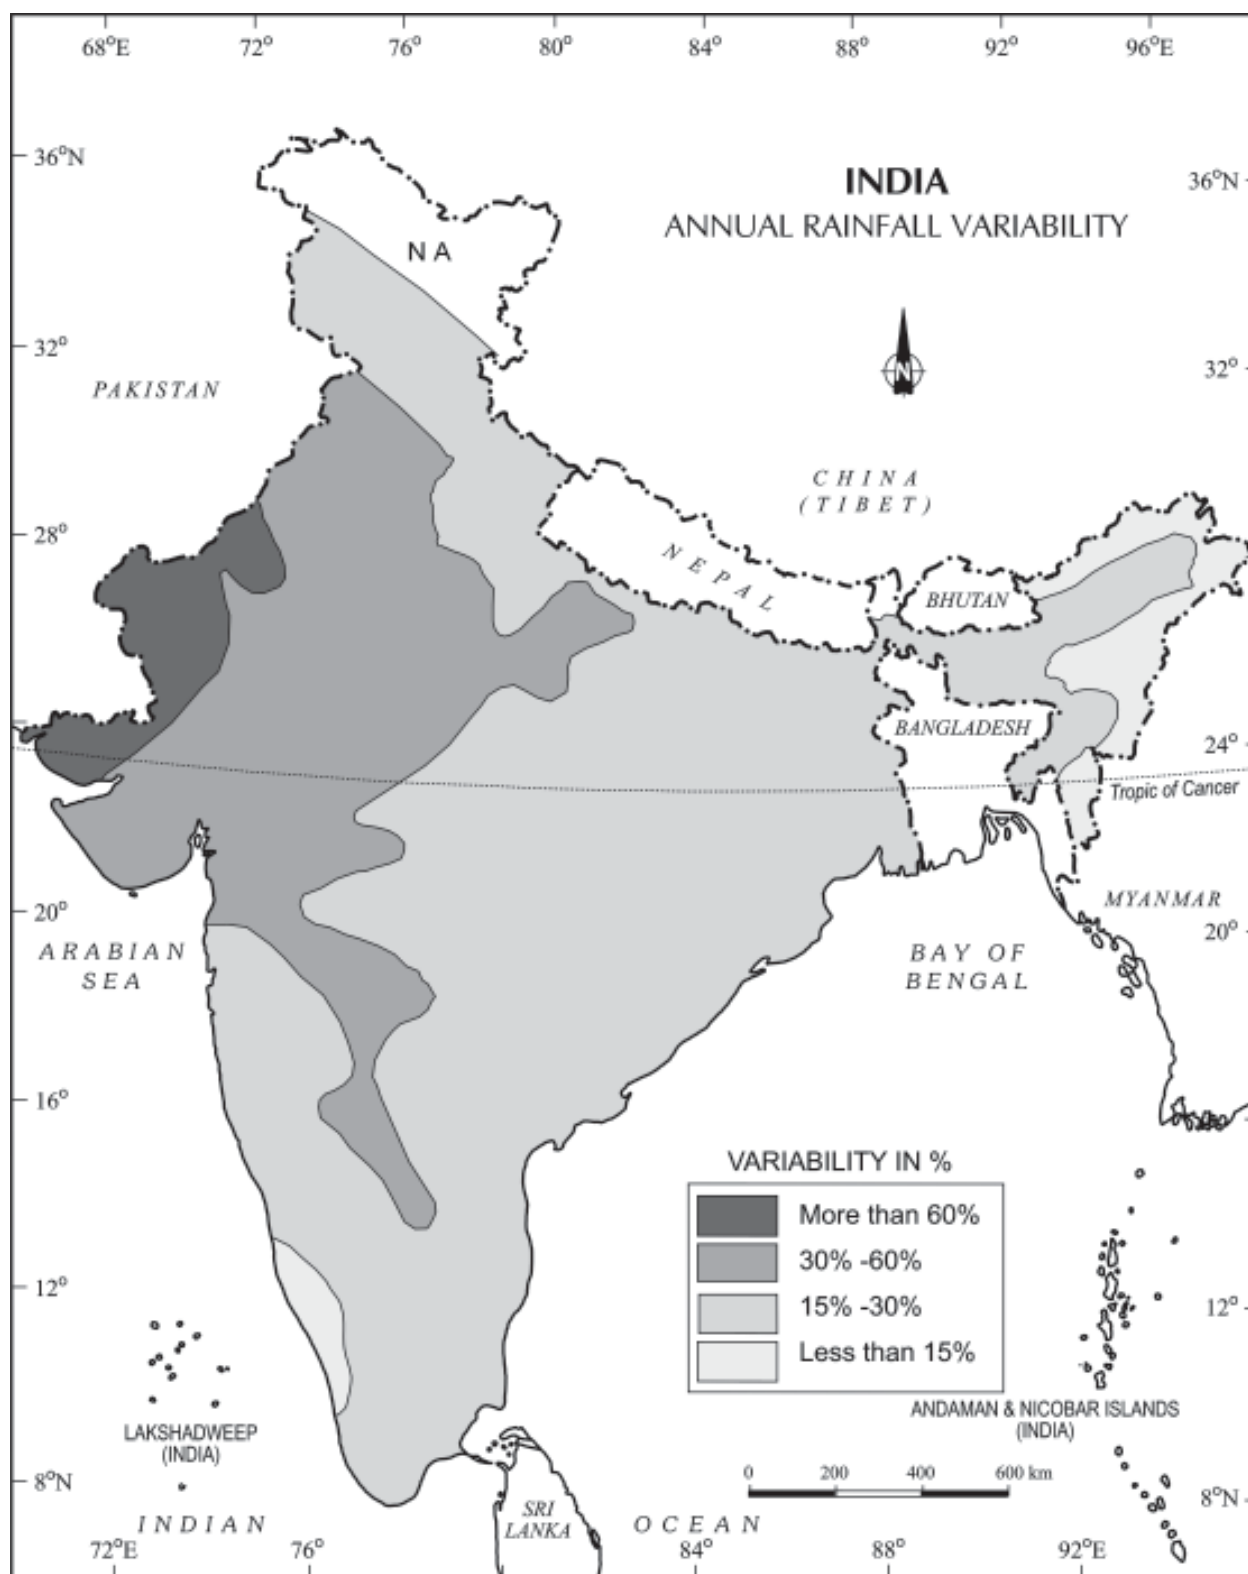 68°E 72° 76° 80° 84° 88° 92° 96°E
36°N
INDIA
36°N
ANNUAL RAINFALL VARIABILITY
N A
32°
N
32°
PAKISTAN
CHINA
(TIBET)
28°
NEPAL
BHUTAN
BANGLADESH
24°
Tropic of Cancer
20°
MYANMAR
20°
ARABIAN
SEA
BAY OF
BENGAL
16°
VARIABILITY IN %
More than 60%
30% -60%
12°
15% -30%
12°
Less than 15%
LAKSHADWEEP
(INDIA)
ANDAMAN & NICOBAR ISLANDS
(INDIA)
8°N
0 200 400 600 km
8°N
SRI
LANKA
INDIAN OCEAN
72°E 76° 84° 88° 92°E